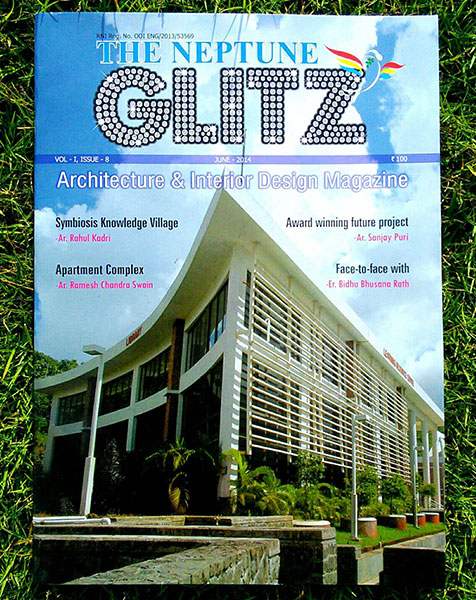 RNI Reg. No. ODI ENG/2013/53569
THE NEPTUNE
GLITZ
VOL - I, ISSUE - 8 JUNE - 2014 ₹ 100
Architecture & Interior Design Magazine
Symbiosis Knowledge Village
-Ar. Rahul Kadri
Award winning future project
-Ar. Sanjay Puri
Apartment Complex
-Ar. Ramesh Chandra Swain
Face-to-face with
-Er. Bidhu Bhusana Rath
LIBRARY